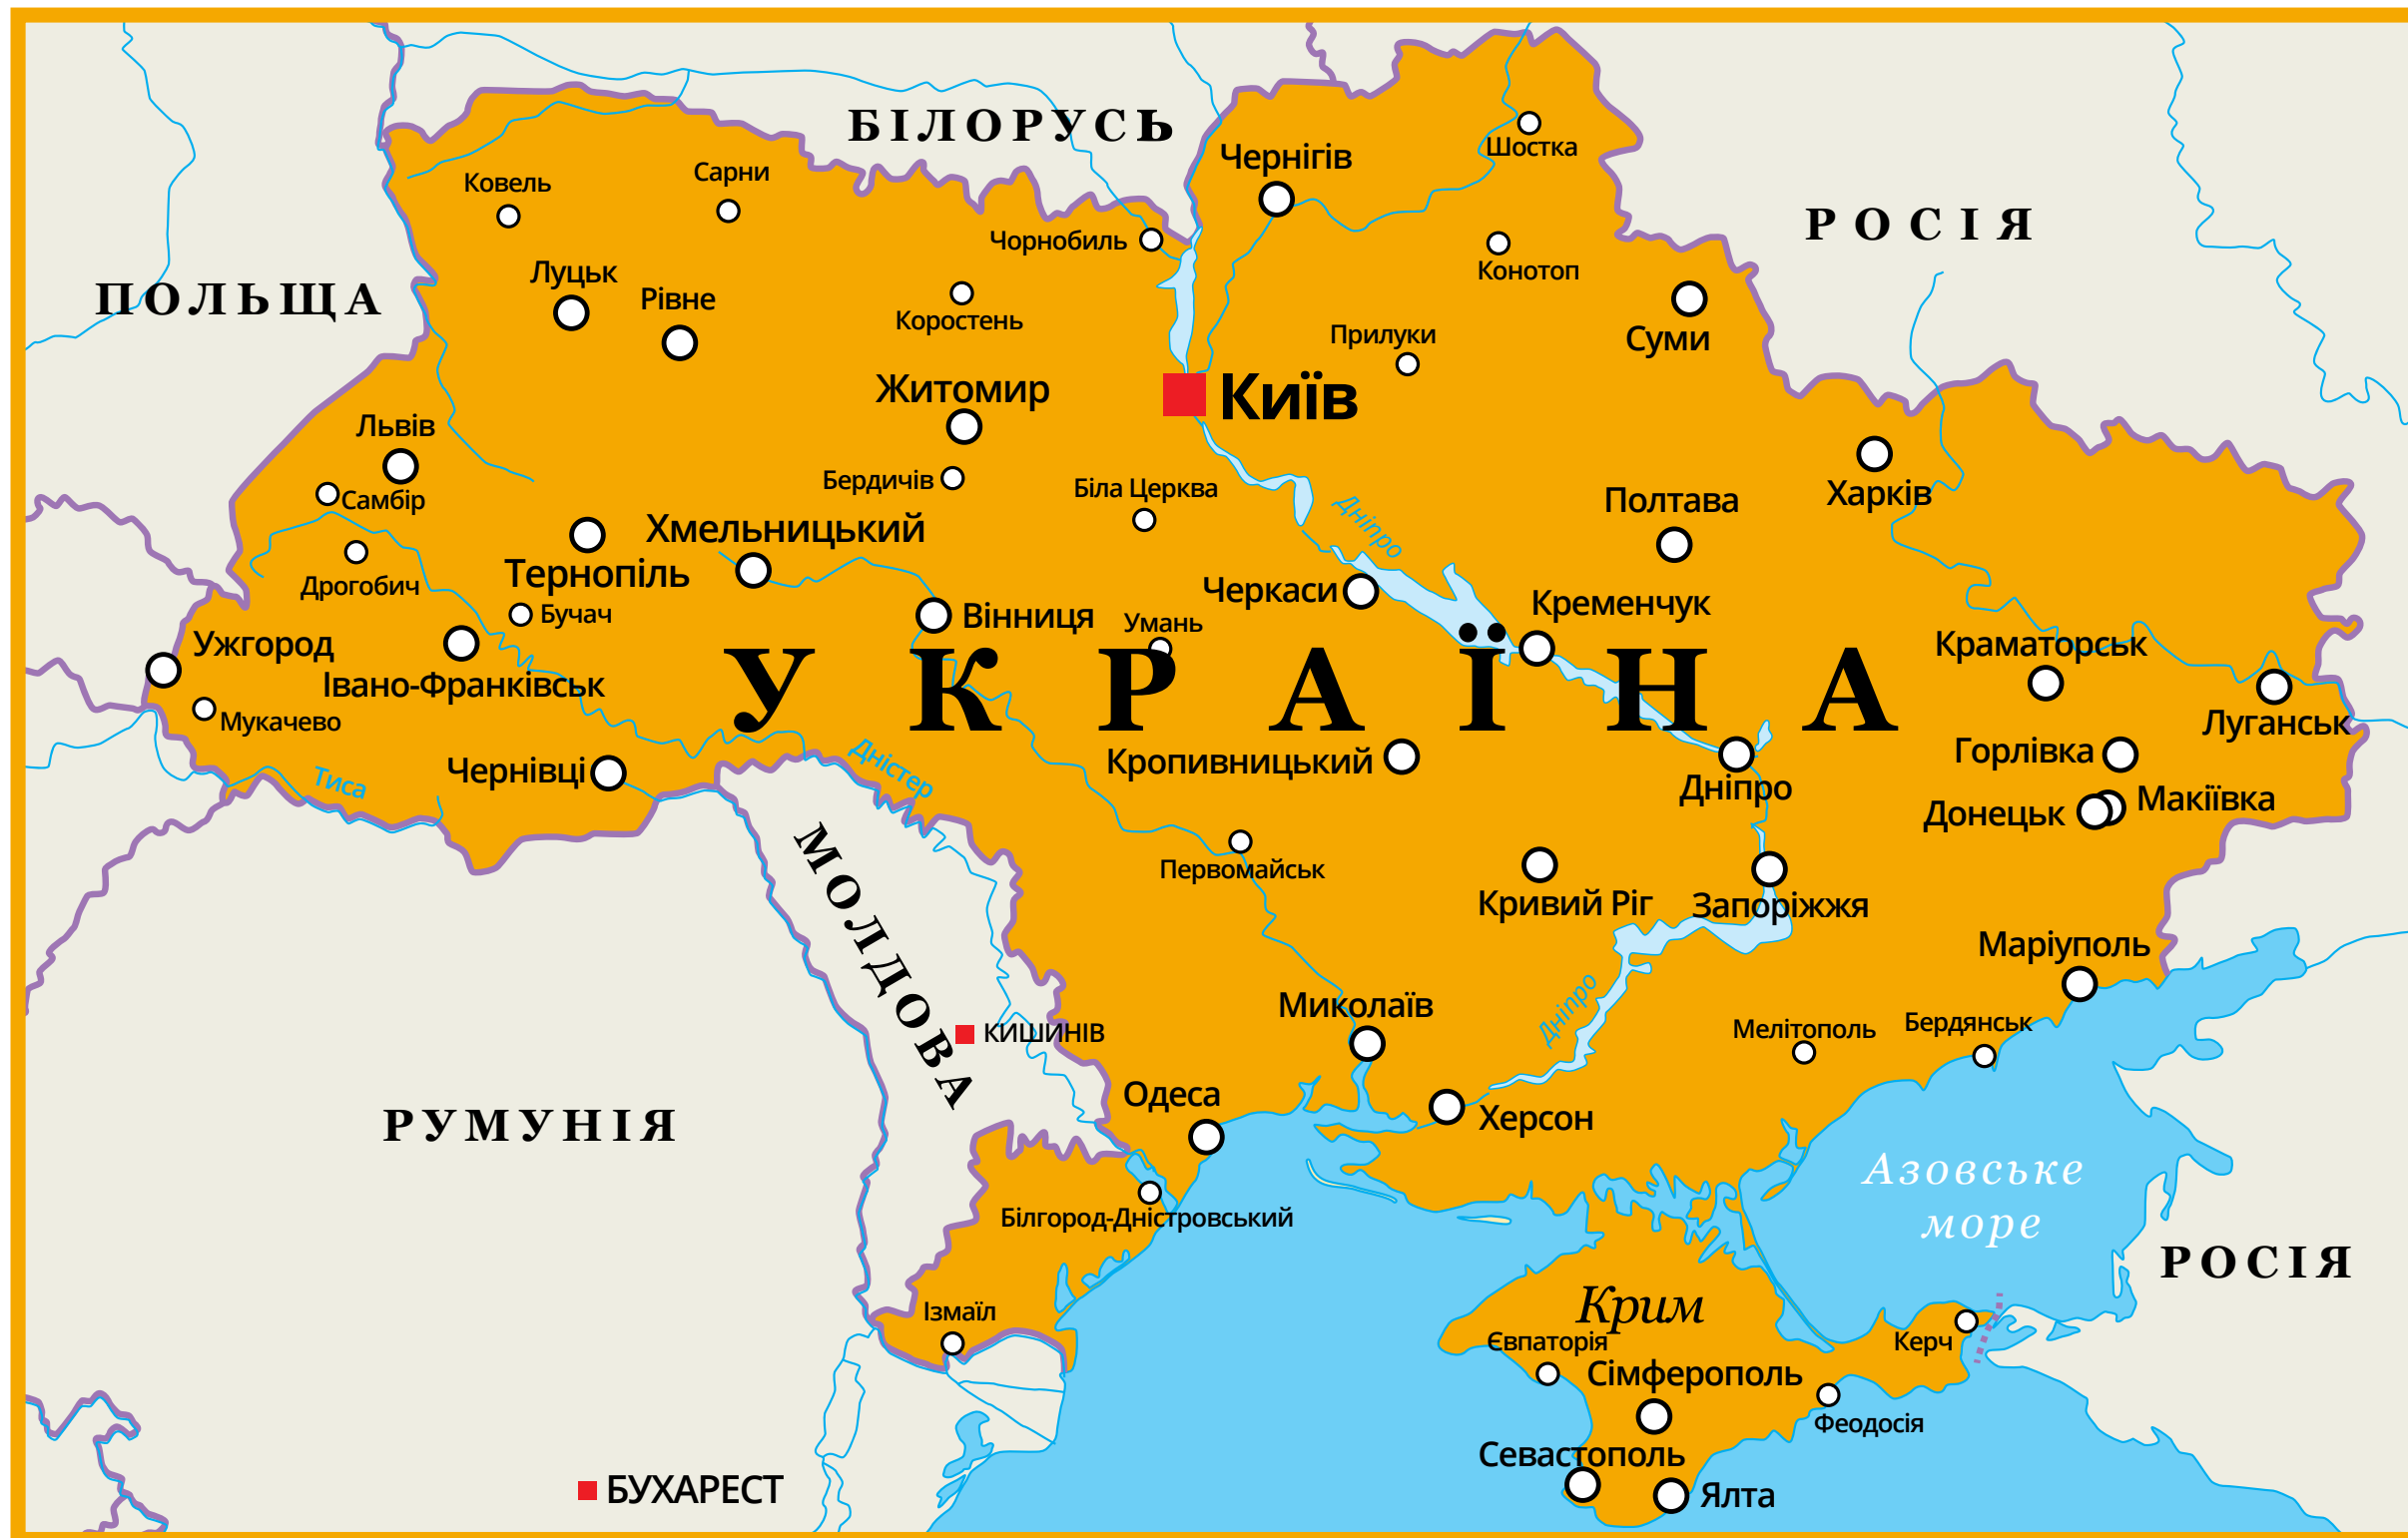 БІЛОРУСЬ
Чернігів
Шостка
Сарни
Ковель
РОСІЯ
Чорнобиль
Конотоп
Луцьк
ПОЛЬЩА
Рівне
Коростень
Прилуки
Суми
Житомир
Київ
Львів
Бердичів
Біла Церква
Самбір
Полтава
Харків
Дніпро
Хмельницький
Тернопіль
Дрогобич
Черкаси
Кременчук
Бучач
Вінниця
Умань
Ужгород
Краматорськ
Івано-Франківськ
УКРАЇНА
Мукачево
Луганськ
Горлівка
Кропивницький
Чернівці
Дністер
Тиса
Дніпро
Макіївка
Донецьк
МОЛДОВА
Первомайськ
Кривий Ріг
Запоріжжя
Маріуполь
Миколаїв
Дніпро
Мелітополь
Бердянськ
КИШИНІВ
Одеса
Херсон
РУМУНІЯ
Азовське
море
Білгород-Дністровський
РОСІЯ
Крим
Ізмаїл
Євпаторія
Керч
Сімферополь
Феодосія
Севастополь
БУХАРЕСТ
Ялта